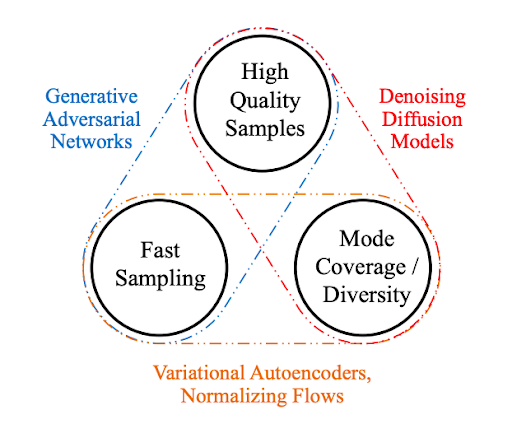 High
Quality
Samples
Generative
Adversarial
Networks
Denoising
Diffusion
Models
Fast
Sampling
Mode
Coverage /
Diversity
Variational Autoencoders,
Normalizing Flows